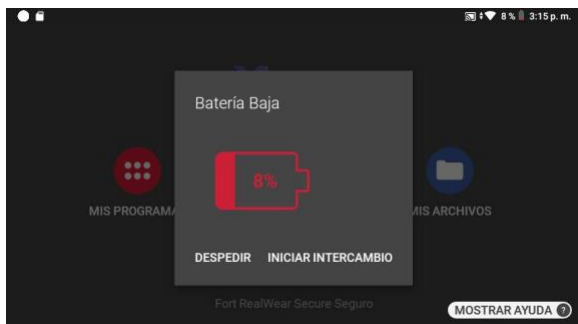 8 % 3:15 p. m.
Batería Baja
8%
MIS PROGRAMA
MIS ARCHIVOS
DESPEDIR INICIAR INTERCAMBIO
Fort RealWear Secure Seguro
MOSTRAR AYUDA ?